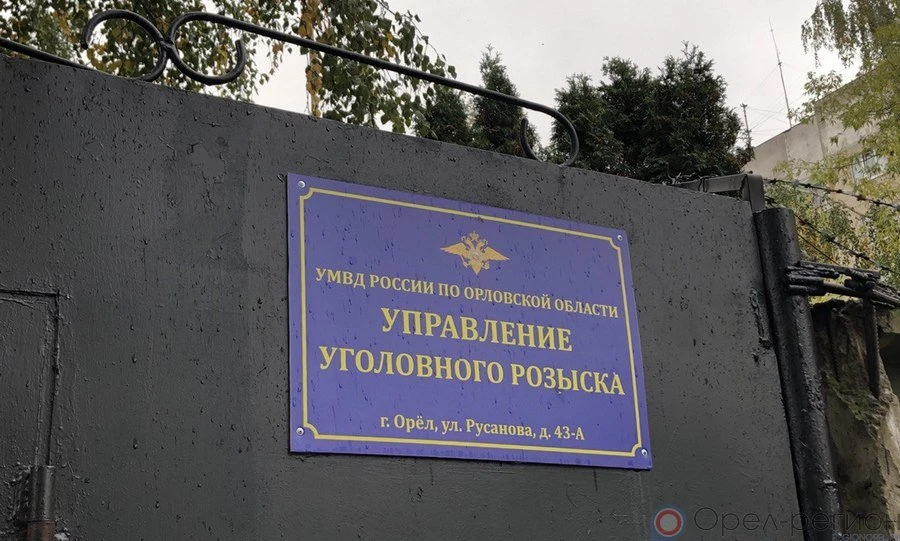 УМВД РОССИИ ПО ОРЛОВСКОЙ ОБЛАСТИ
УПРАВЛЕНИЕ
УГОЛОВНОГО РОЗЫСКА
г. Орёл, ул. Русанова, д. 43-А
Орел-регион